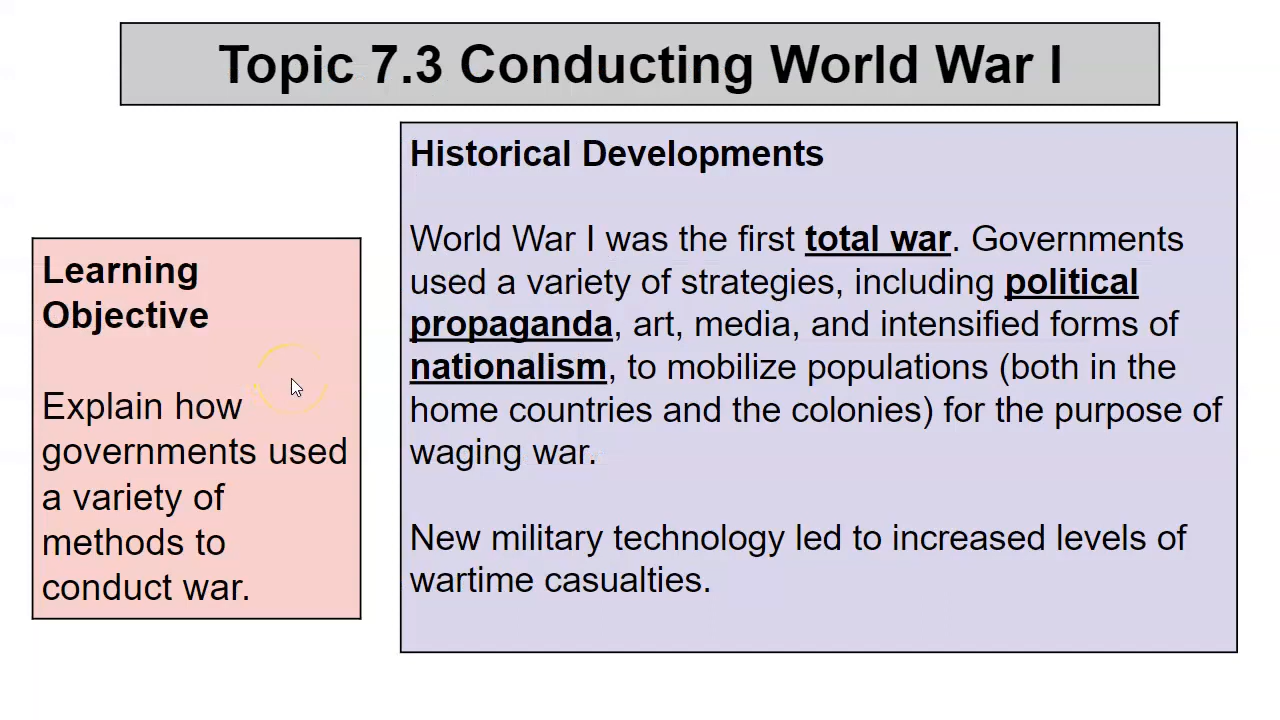 Topic 7.3 Conducting World War I
Learning
Objective
Explain how
governments used
a variety of
methods to
conduct war.
Historical Developments
World War I was the first total war. Governments
used a variety of strategies, including political
propaganda, art, media, and intensified forms of
nationalism, to mobilize populations (both in the
home countries and the colonies) for the purpose of
waging war.
New military technology led to increased levels of
wartime casualties.